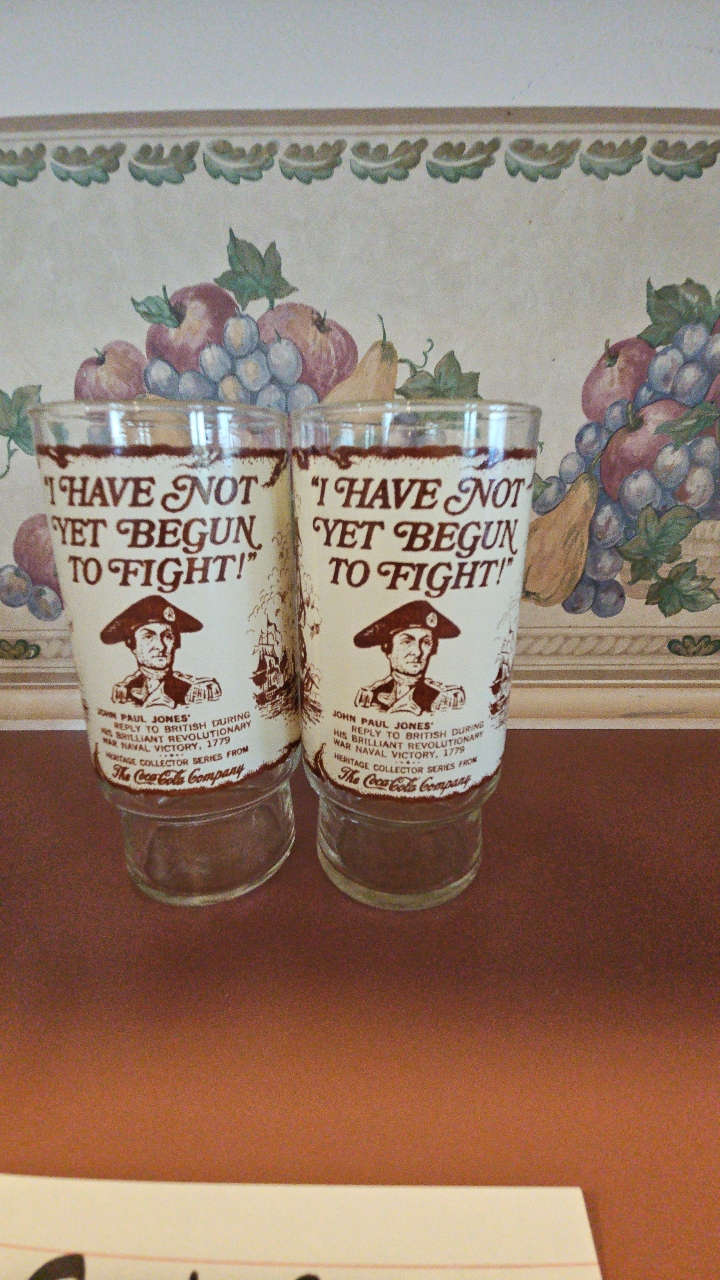 "I HAVE NOT
YET BEGUN
TO FIGHT!"
JOHN PAUL JONES'
REPLY TO BRITISH DURING
HIS BRILLIANT REVOLUTIONARY
WAR NAVAL VICTORY, 1779
HERITAGE COLLECTOR SERIES FROM
The Coca-Cola Company
"I HAVE NOT
YET BEGUN
TO FIGHT!"
JOHN PAUL JONES'
REPLY TO BRITISH DURING
HIS BRILLIANT REVOLUTIONARY
WAR NAVAL VICTORY, 1779
HERITAGE COLLECTOR SERIES FROM
The Coca-Cola Company